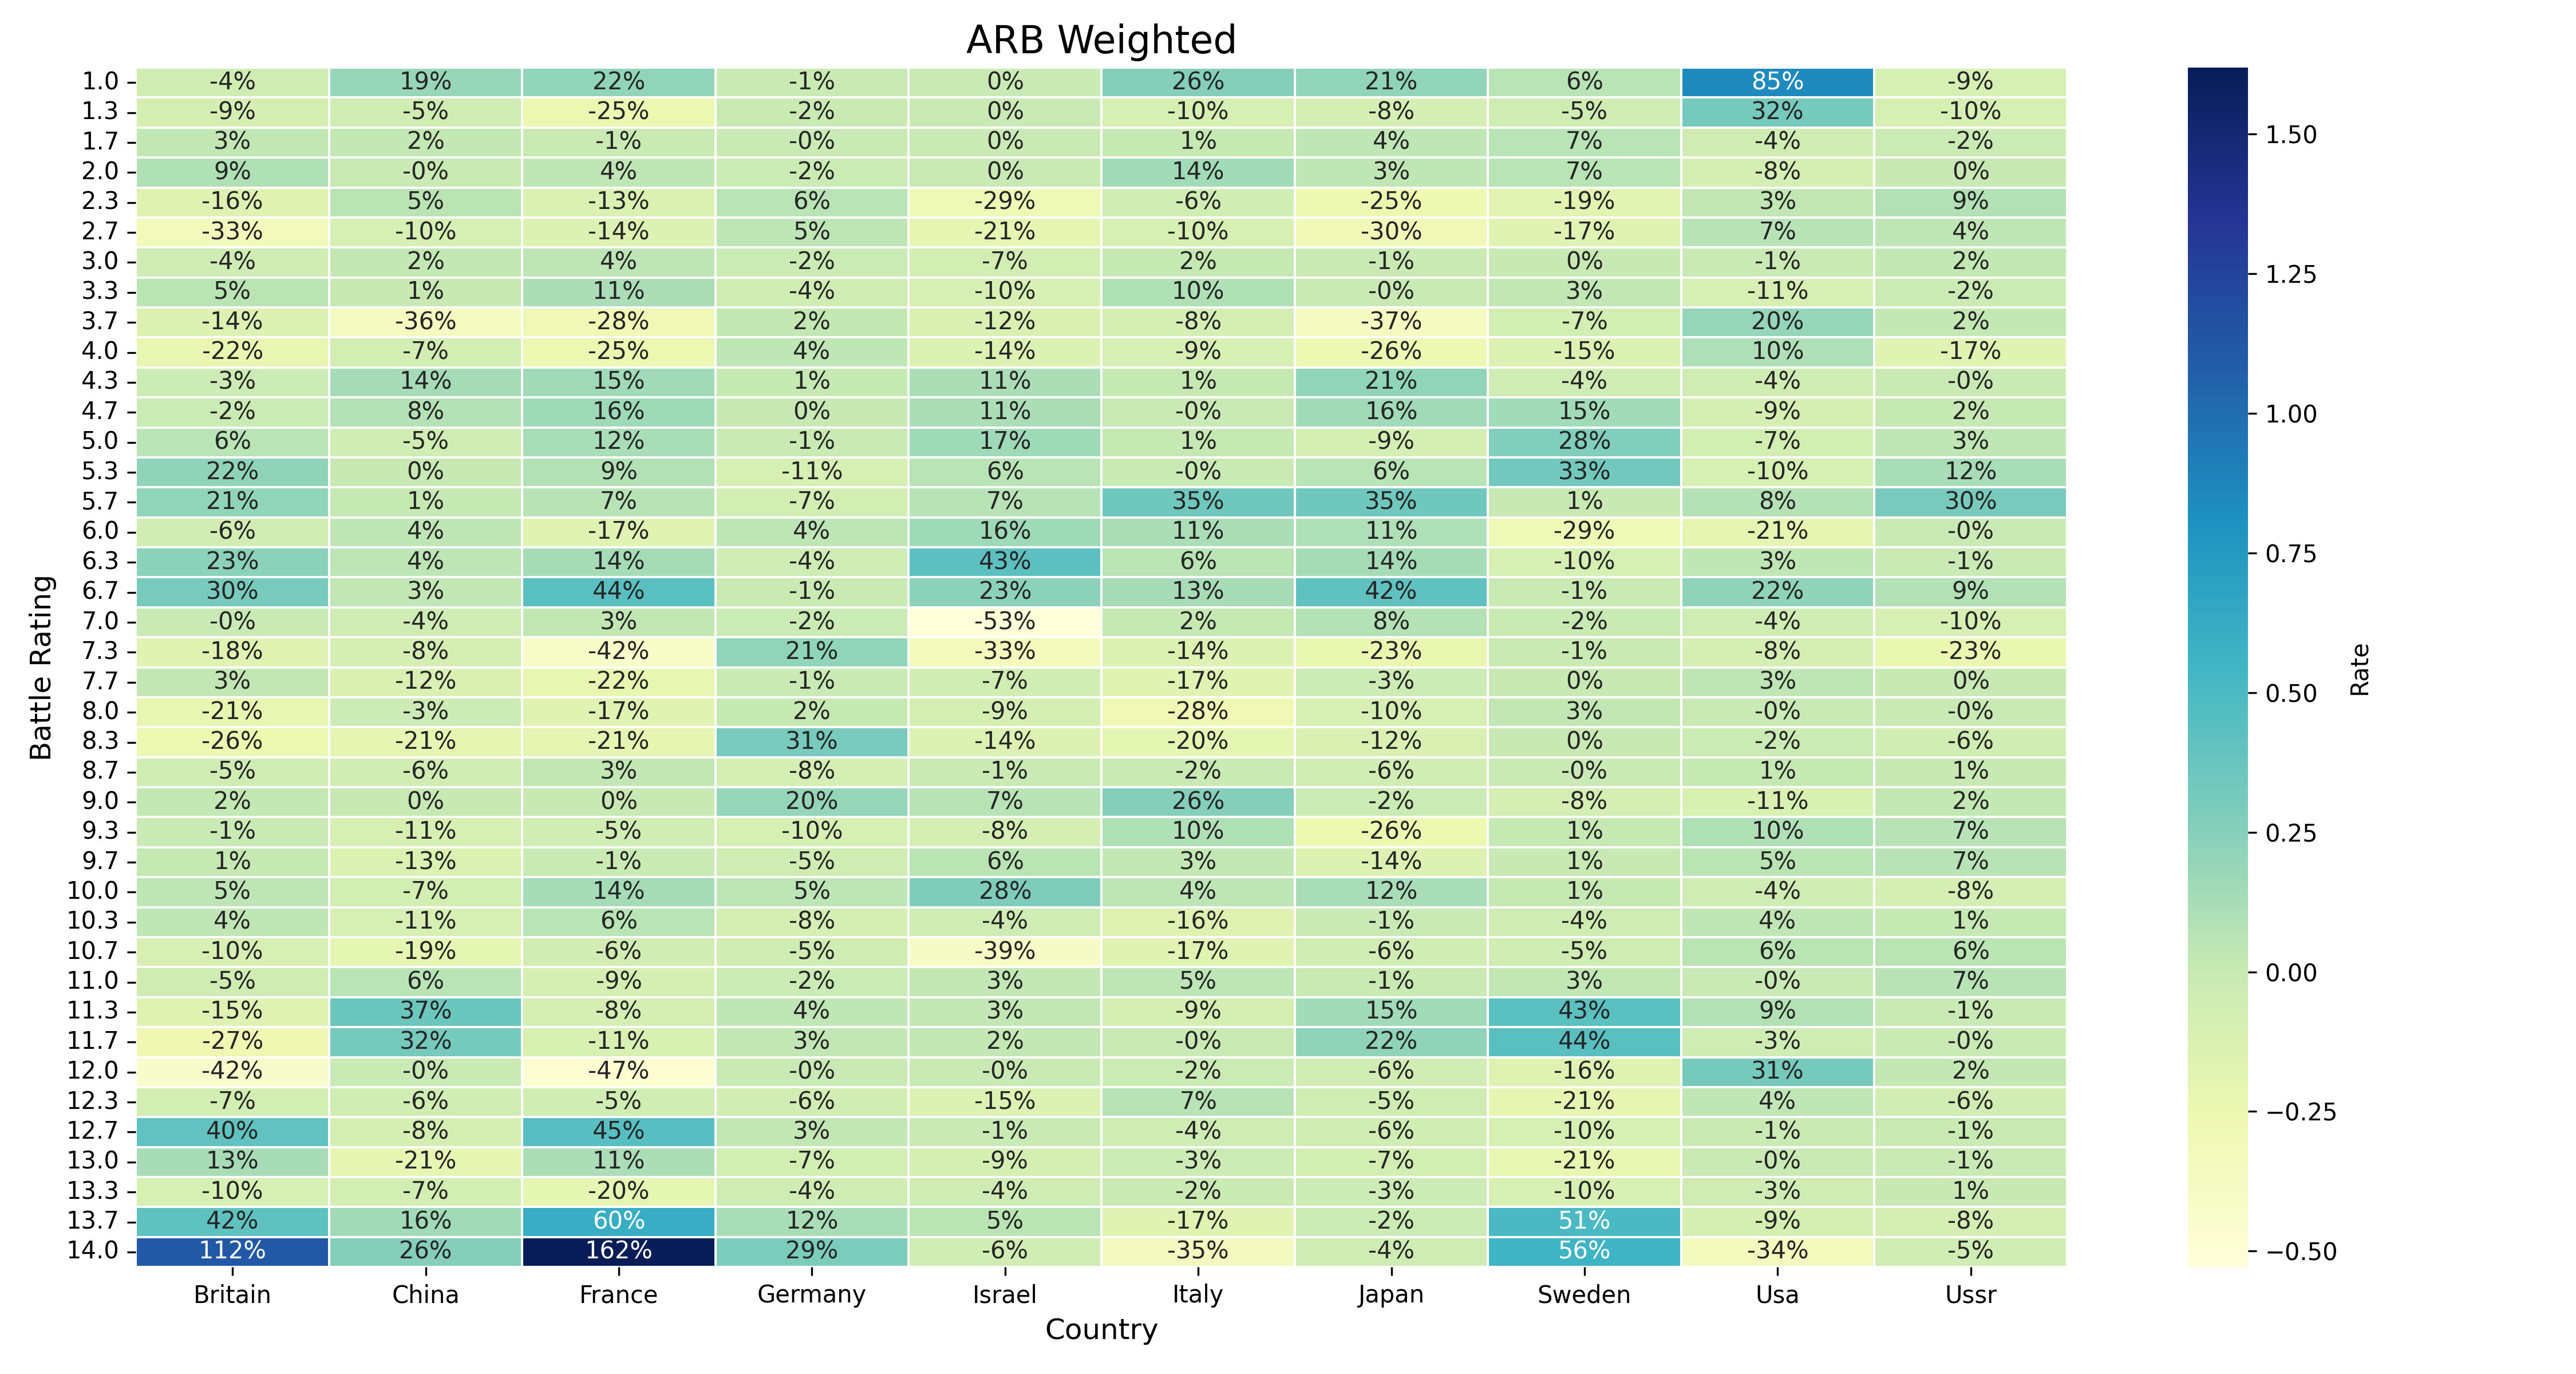 ARB Weighted
1.0 -4% 19% 22% -1% 0% 26% 21% 6% 85% -9%
1.3 -9% -5% -25% -2% 0% -10% -8% -5% 32% -10%
1.7 3% 2% -1% -0% 0% 1% 4% 7% -4% -2%
2.0 9% -0% 4% -2% 0% 14% 3% 7% -8% 0%
2.3 -16% 5% -13% 6% -29% -6% -25% -19% 3% 9%
2.7 -33% -10% -14% 5% -21% -10% -30% -17% 7% 4%
3.0 -4% 2% 4% -2% -7% 2% -1% 0% -1% 2%
3.3 5% 1% 11% -4% -10% 10% -0% 3% -11% -2%
3.7 -14% -36% -28% 2% -12% -8% -37% -7% 20% 2%
4.0 -22% -7% -25% 4% -14% -9% -26% -15% 10% -17%
4.3 -3% 14% 15% 1% 11% 1% 21% -4% -4% -0%
4.7 -2% 8% 16% 0% 11% -0% 16% 15% -9% 2%
5.0 6% -5% 12% -1% 17% 1% -9% 28% -7% 3%
5.3 22% 0% 9% -11% 6% -0% 6% 33% -10% 12%
5.7 21% 1% 7% -7% 7% 35% 35% 1% 8% 30%
6.0 -6% 4% -17% 4% 16% 11% 11% -29% -21% -0%
6.3 23% 4% 14% -4% 43% 6% 14% -10% 3% -1%
6.7 30% 3% 44% -1% 23% 13% 42% -1% 22% 9%
7.0 -0% -4% 3% -2% -53% 2% 8% -2% -4% -10%
7.3 -18% -8% -42% 21% -33% -14% -23% -1% -8% -23%
7.7 3% -12% -22% -1% -7% -17% -3% 0% 3% 0%
8.0 -21% -3% -17% 2% -9% -28% -10% 3% -0% -0%
8.3 -26% -21% -21% 31% -14% -20% -12% 0% -2% -6%
8.7 -5% -6% 3% -8% -1% -2% -6% -0% 1% 1%
9.0 2% 0% 0% 20% 7% 26% -2% -8% -11% 2%
9.3 -1% -11% -5% -10% -8% 10% -26% 1% 10% 7%
9.7 1% -13% -1% -5% 6% 3% -14% 1% 5% 7%
10.0 5% -7% 14% 5% 28% 4% 12% 1% -4% -8%
10.3 4% -11% 6% -8% -4% -16% -1% -4% 4% 1%
10.7 -10% -19% -6% -5% -39% -17% -6% -5% 6% 6%
11.0 -5% 6% -9% -2% 3% 5% -1% 3% -0% 7%
11.3 -15% 37% -8% 4% 3% -9% 15% 43% 9% -1%
11.7 -27% 32% -11% 3% 2% -0% 22% 44% -3% -0%
12.0 -42% -0% -47% -0% -0% -2% -6% -16% 31% 2%
12.3 -7% -6% -5% -6% -15% 7% -5% -21% 4% -6%
12.7 40% -8% 45% 3% -1% -4% -6% -10% -1% -1%
13.0 13% -21% 11% -7% -9% -3% -7% -21% -0% -1%
13.3 -10% -7% -20% -4% -4% -2% -3% -10% -3% 1%
13.7 42% 16% 60% 12% 5% -17% -2% 51% -9% -8%
14.0 112% 26% 162% 29% -6% -35% -4% 56% -34% -5%
Britain China France Germany Israel Italy Japan Sweden Usa Ussr
Country
Battle Rating
1.50
1.25
1.00
0.75
0.50
0.25
0.00
−0.25
−0.50
Rate